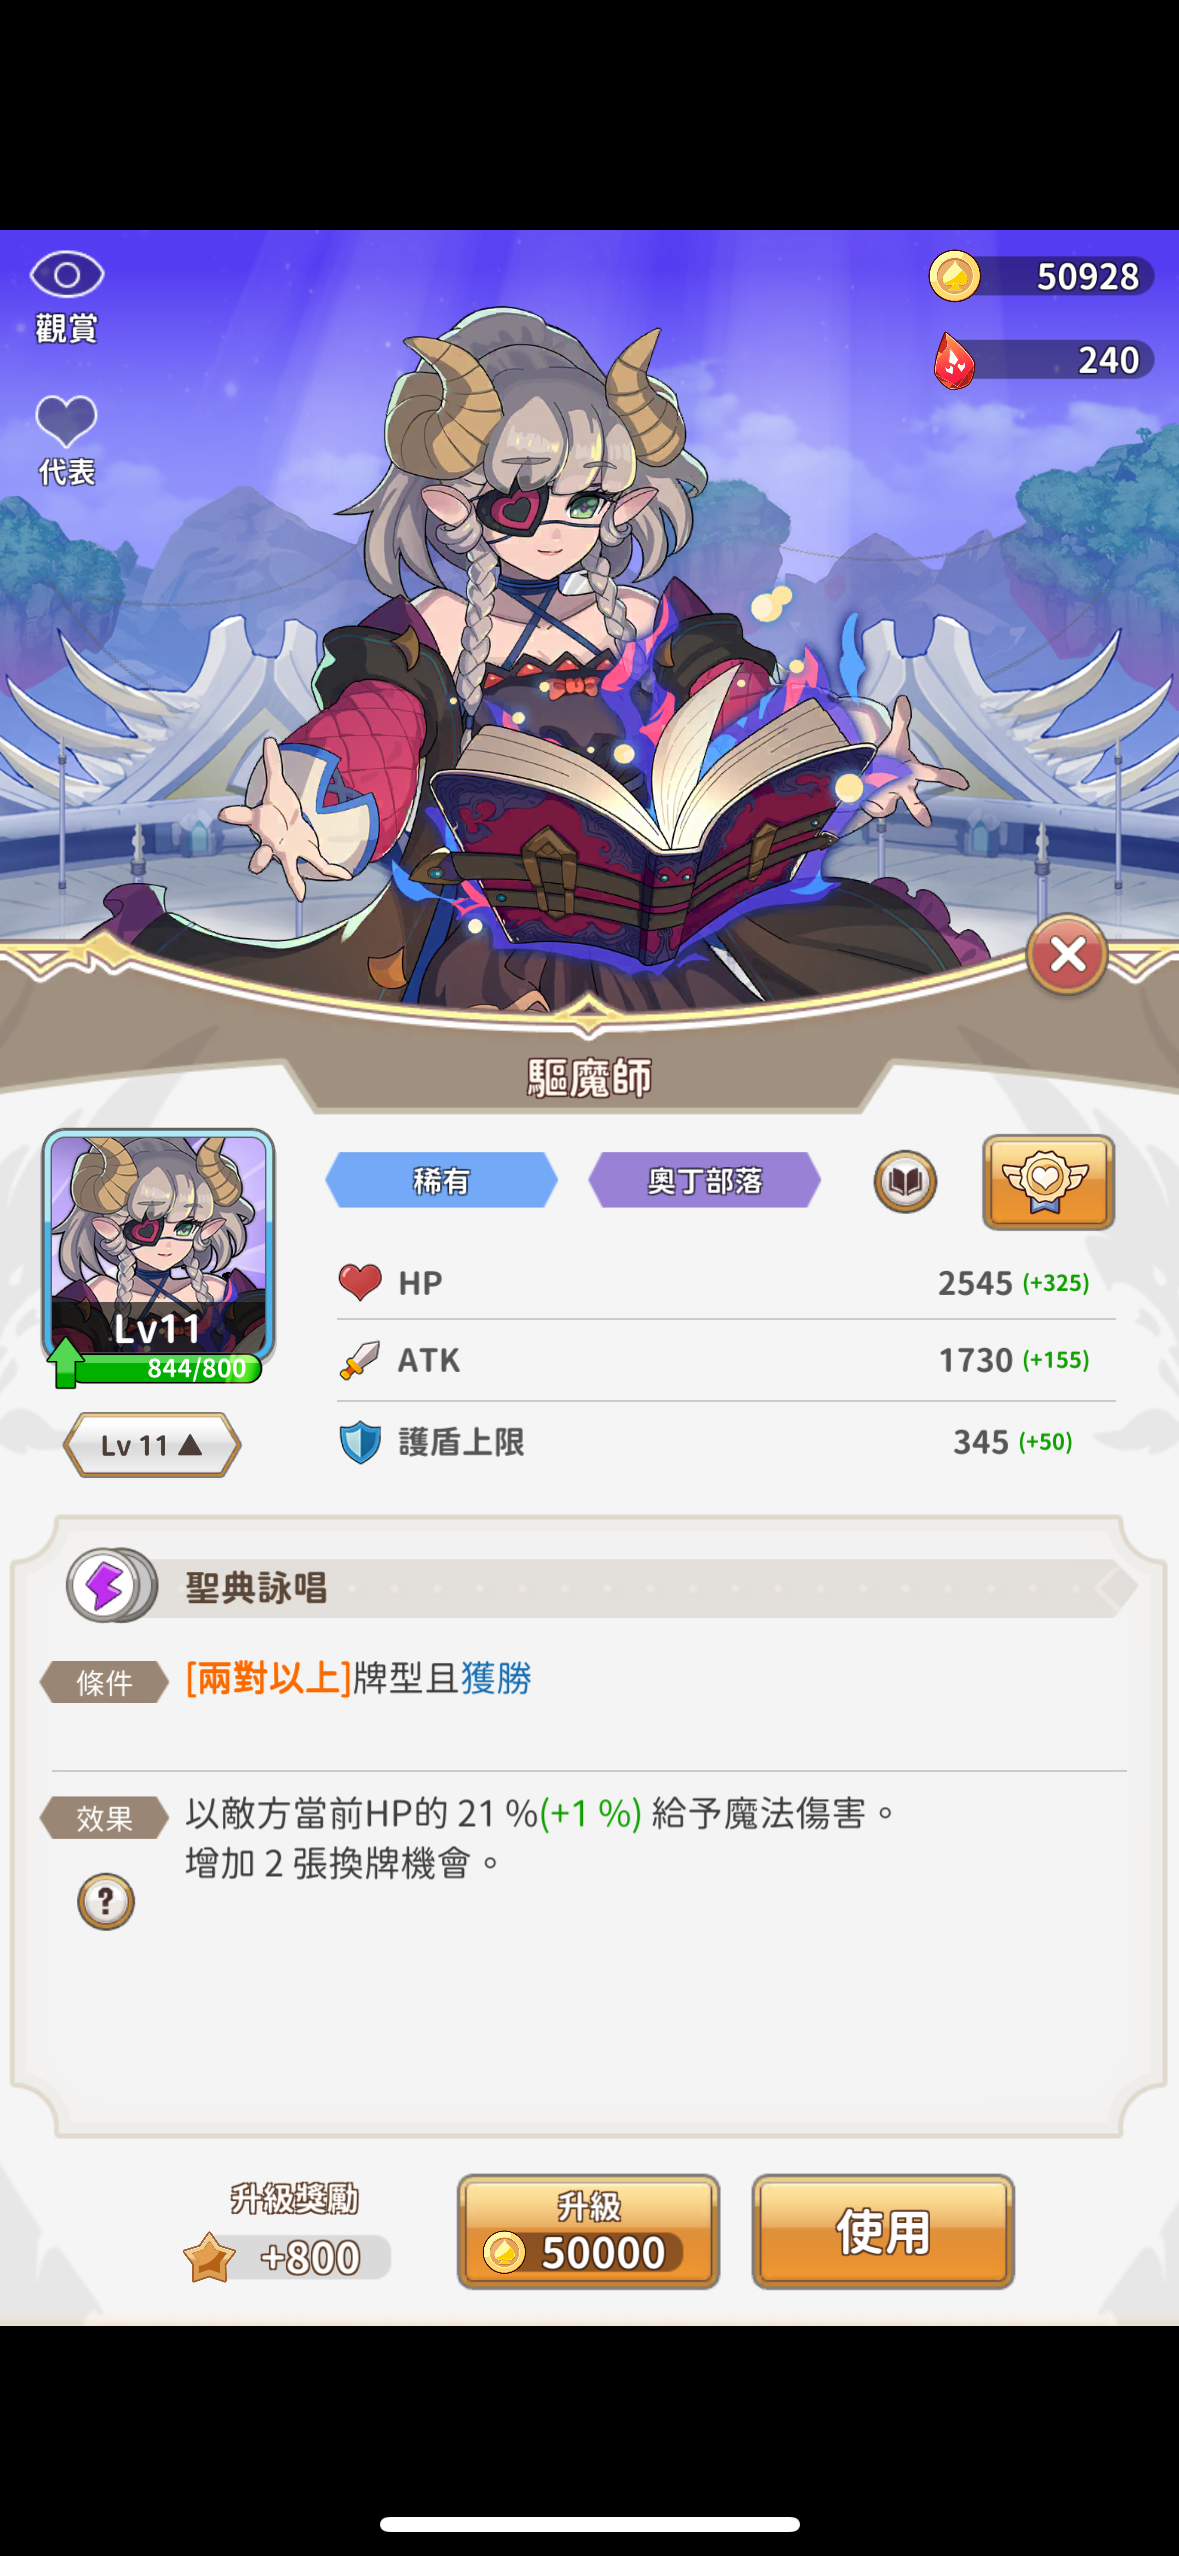 觀賞
50928
240
代表
驅魔師
稀有
奧丁部落
Lv11
844/800
Lv 11 ▲
HP
2545 (+325)
ATK
1730 (+155)
護盾上限
345 (+50)
聖典詠唱
條件
[兩對以上]牌型且獲勝
效果
以敵方當前HP的 21 %(+1 %) 給予魔法傷害。
增加 2 張換牌機會。
?
升級獎勵
+800
升級
50000
使用